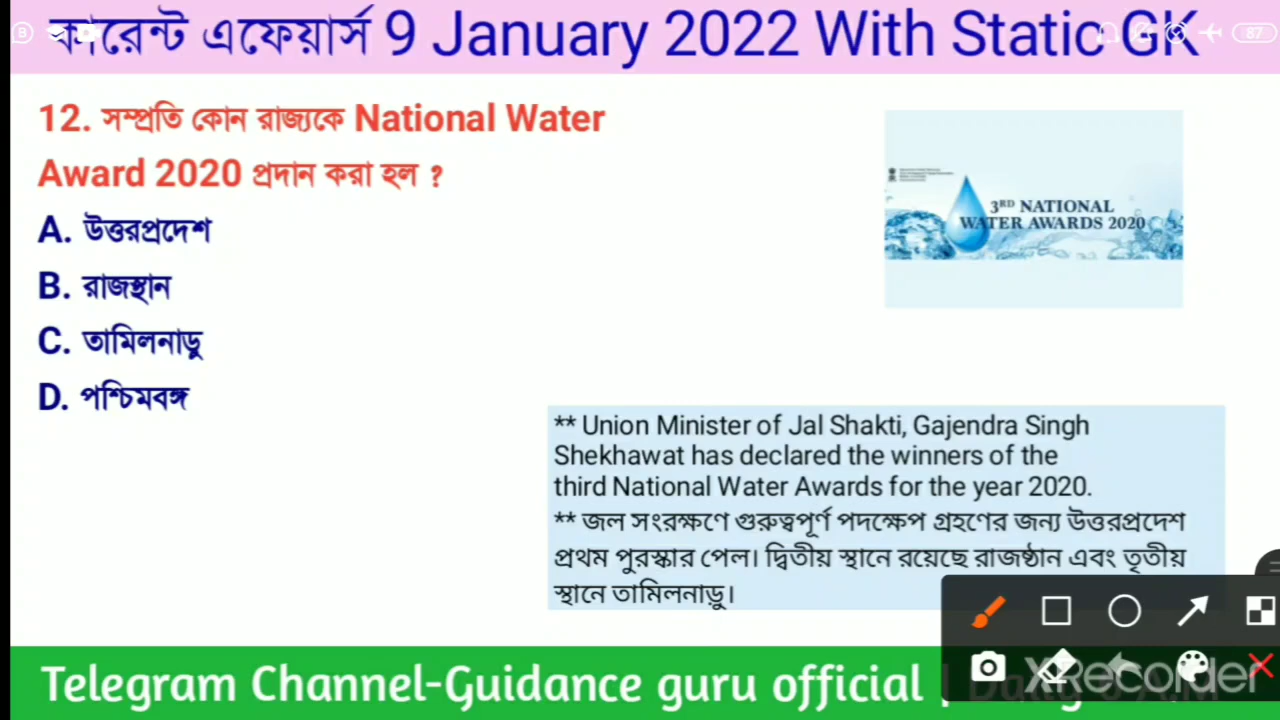 কারেন্ট এফেয়ার্স 9 January 2022 With Static GK
87
12. সম্প্রতি কোন রাজ্যকে National Water
Award 2020 প্রদান করা হল ?
A. উত্তরপ্রদেশ
B. রাজস্থান
C. তামিলনাড়ু
D. পশ্চিমবঙ্গ
3RD NATIONAL
WATER AWARDS 2020
** Union Minister of Jal Shakti, Gajendra Singh
Shekhawat has declared the winners of the
third National Water Awards for the year 2020.
** জল সংরক্ষণে গুরুত্বপূর্ণ পদক্ষেপ গ্রহণের জন্য উত্তরপ্রদেশ
প্রথম পুরস্কার পেল। দ্বিতীয় স্থানে রয়েছে রাজষ্ঠান এবং তৃতীয়
স্থানে তামিলনাড়ু।
Telegram Channel-Guidance guru official |
XRecorder